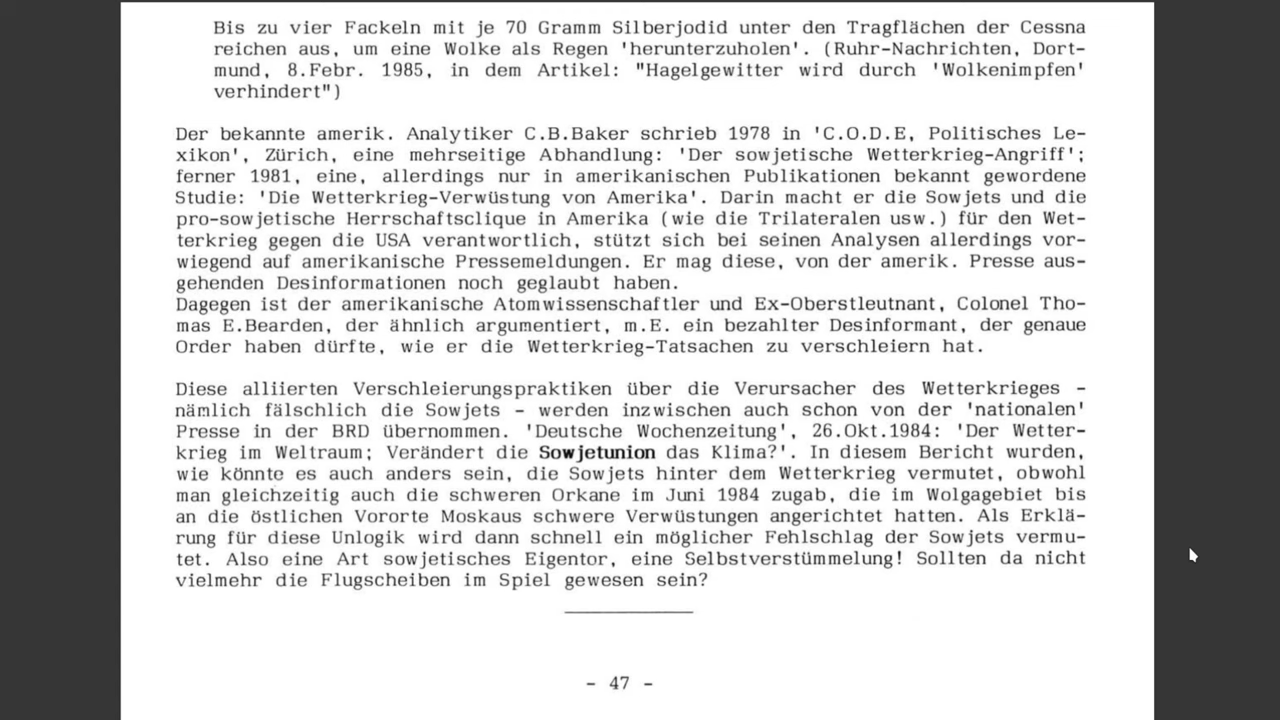 Bis zu vier Fackeln mit je 70 Gramm Silberjodid unter den Tragflächen der Cessna
reichen aus, um eine Wolke als Regen 'herunterzuholen'. (Ruhr-Nachrichten, Dort-
mund, 8.Febr. 1985, in dem Artikel: "Hagelgewitter wird durch 'Wolkenimpfen'
verhindert")
Der bekannte amerik. Analytiker C.B.Baker schrieb 1978 in 'C.O.D.E, Politisches Le-
xikon', Zürich, eine mehrseitige Abhandlung: 'Der sowjetische Wetterkrieg-Angriff';
ferner 1981, eine, allerdings nur in amerikanischen Publikationen bekannt gewordene
Studie: 'Die Wetterkrieg-Verwüstung von Amerika'. Darin macht er die Sowjets und die
pro-sowjetische Herrschaftsclique in Amerika (wie die Trilateralen usw.) für den Wet-
terkrieg gegen die USA verantwortlich, stützt sich bei seinen Analysen allerdings vor-
wiegend auf amerikanische Pressemeldungen. Er mag diese, von der amerik. Presse aus-
gehenden Desinformationen noch geglaubt haben.
Dagegen ist der amerikanische Atomwissenschaftler und Ex-Oberstleutnant, Colonel Tho-
mas E.Bearden, der ähnlich argumentiert, m.E. ein bezahlter Desinformant, der genaue
Order haben dürfte, wie er die Wetterkrieg-Tatsachen zu verschleiern hat.
Diese alliierten Verschleierungspraktiken über die Verursacher des Wetterkrieges -
nämlich fälschlich die Sowjets - werden inzwischen auch schon von der 'nationalen'
Presse in der BRD übernommen. 'Deutsche Wochenzeitung', 26.Okt.1984: 'Der Wetter-
krieg im Weltraum; Verändert die Sowjetunion das Klima?'. In diesem Bericht wurden,
wie könnte es auch anders sein, die Sowjets hinter dem Wetterkrieg vermutet, obwohl
man gleichzeitig auch die schweren Orkane im Juni 1984 zugab, die im Wolgagebiet bis
an die östlichen Vororte Moskaus schwere Verwüstungen angerichtet hatten. Als Erklä-
rung für diese Unlogik wird dann schnell ein möglicher Fehlschlag der Sowjets vermu-
tet. Also eine Art sowjetisches Eigentor, eine Selbstverstümmelung! Sollten da nicht
vielmehr die Flugscheiben im Spiel gewesen sein?
- 47 -